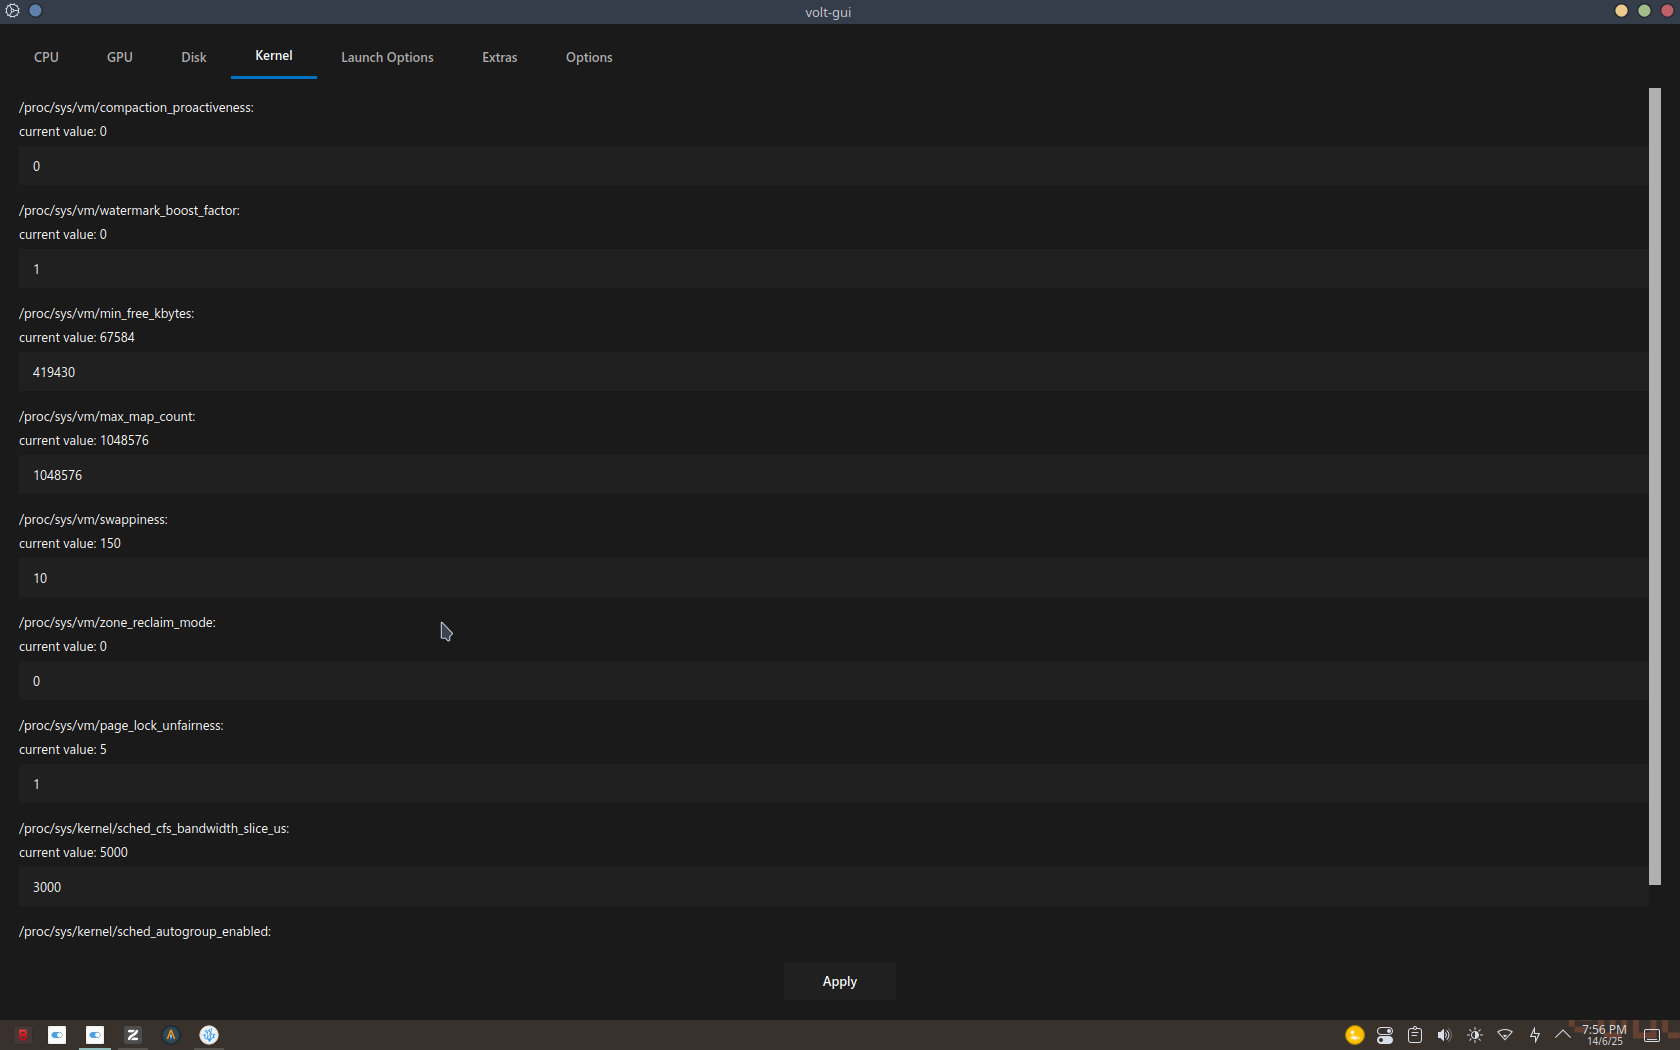 volt-gui
CPU GPU Disk Kernel Launch Options Extras Options
/proc/sys/vm/compaction_proactiveness:
current value: 0
0
/proc/sys/vm/watermark_boost_factor:
current value: 0
1
/proc/sys/vm/min_free_kbytes:
current value: 67584
419430
/proc/sys/vm/max_map_count:
current value: 1048576
1048576
/proc/sys/vm/swappiness:
current value: 150
10
/proc/sys/vm/zone_reclaim_mode:
current value: 0
0
/proc/sys/vm/page_lock_unfairness:
current value: 5
1
/proc/sys/kernel/sched_cfs_bandwidth_slice_us:
current value: 5000
3000
/proc/sys/kernel/sched_autogroup_enabled:
Apply
7:56 PM
14/6/25